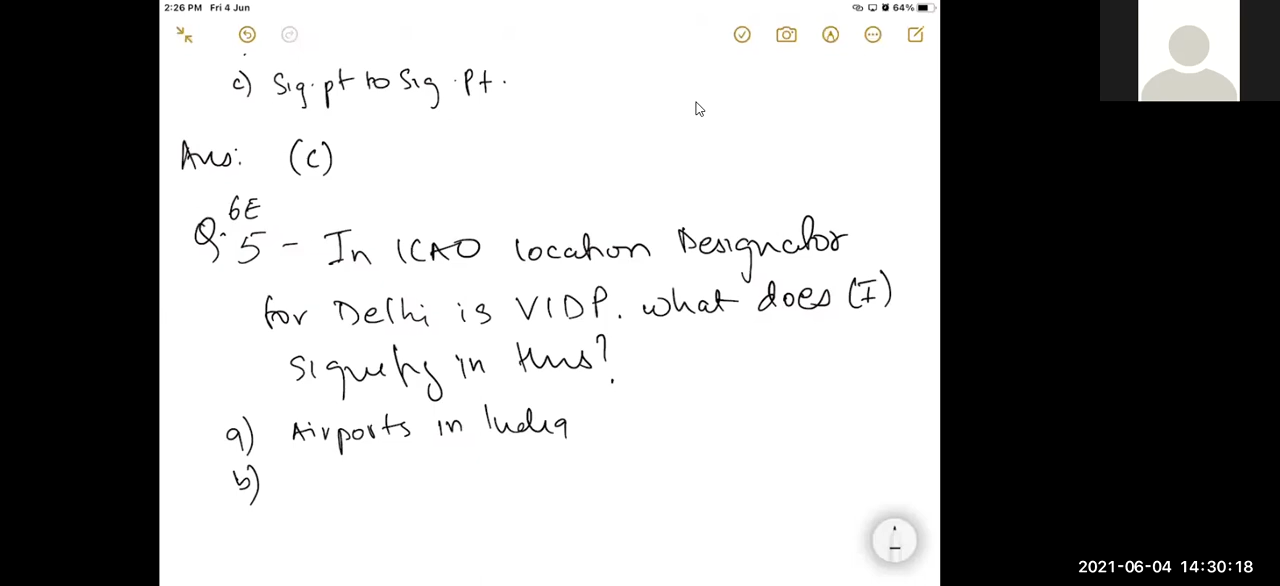 2:26 PM Fri 4 Jun
64%
c) Sig.pt to Sig.Pt.
Ans: (c)
6E
Q.5 - In ICAO location Designator
for Delhi is VIDP. what does (I)
signify in this?
a) Airports in India
b)
2021-06-04 14:30:18